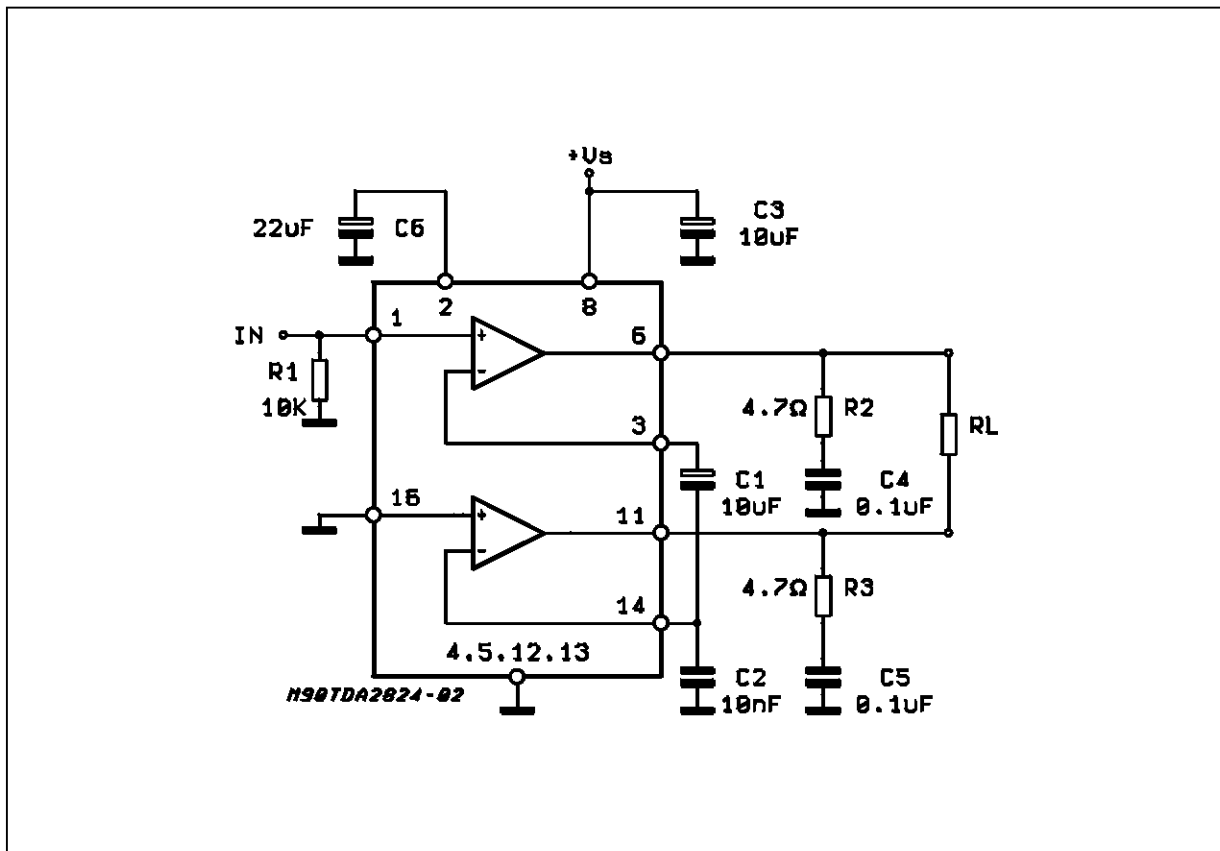 +Vs
22uF C6
C3
10uF
2
8
IN
1
6
R1
10K
4.7Ω R2
RL
3
C1
10uF
C4
0.1uF
16
11
4.7Ω R3
14
4.5.12.13
C2
10nF
C5
0.1uF
M90TDA2824-02